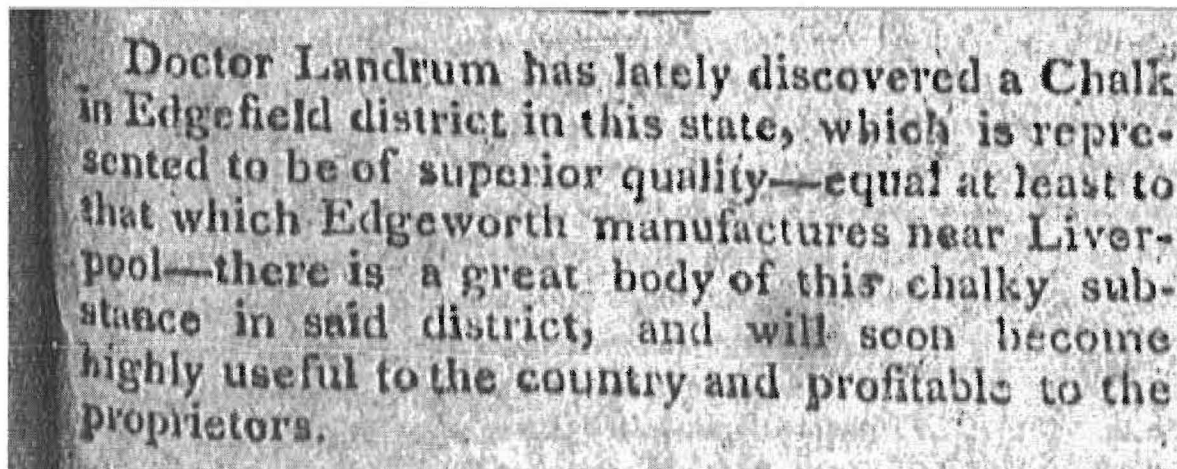 Doctor Landrum has lately discovered a Chalk
in Edgefield district in this state, which is repre-
sented to be of superior quality—equal at least to
that which Edgeworth manufactures near Liver-
pool—there is a great body of this chalky sub-
stance in said district, and will soon become
highly useful to the country and profitable to the
proprietors.